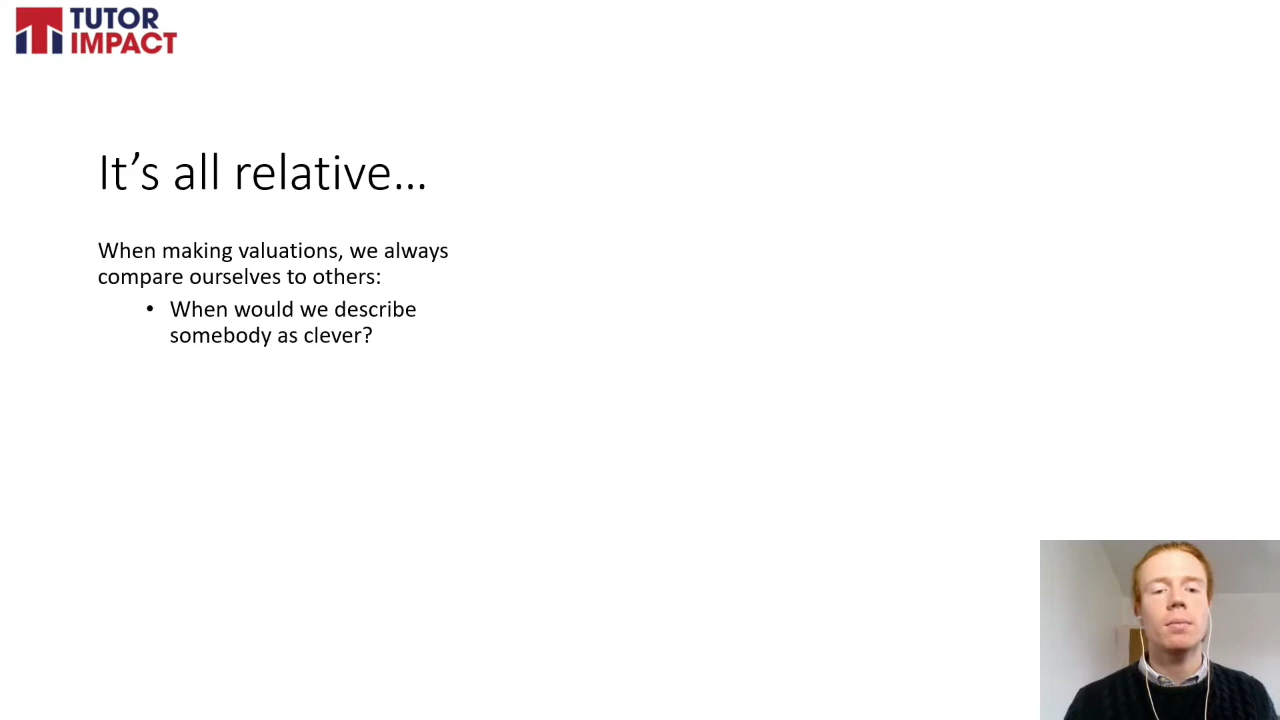 TUTOR
IMPACT
It's all relative…
When making valuations, we always
compare ourselves to others:
• When would we describe
somebody as clever?